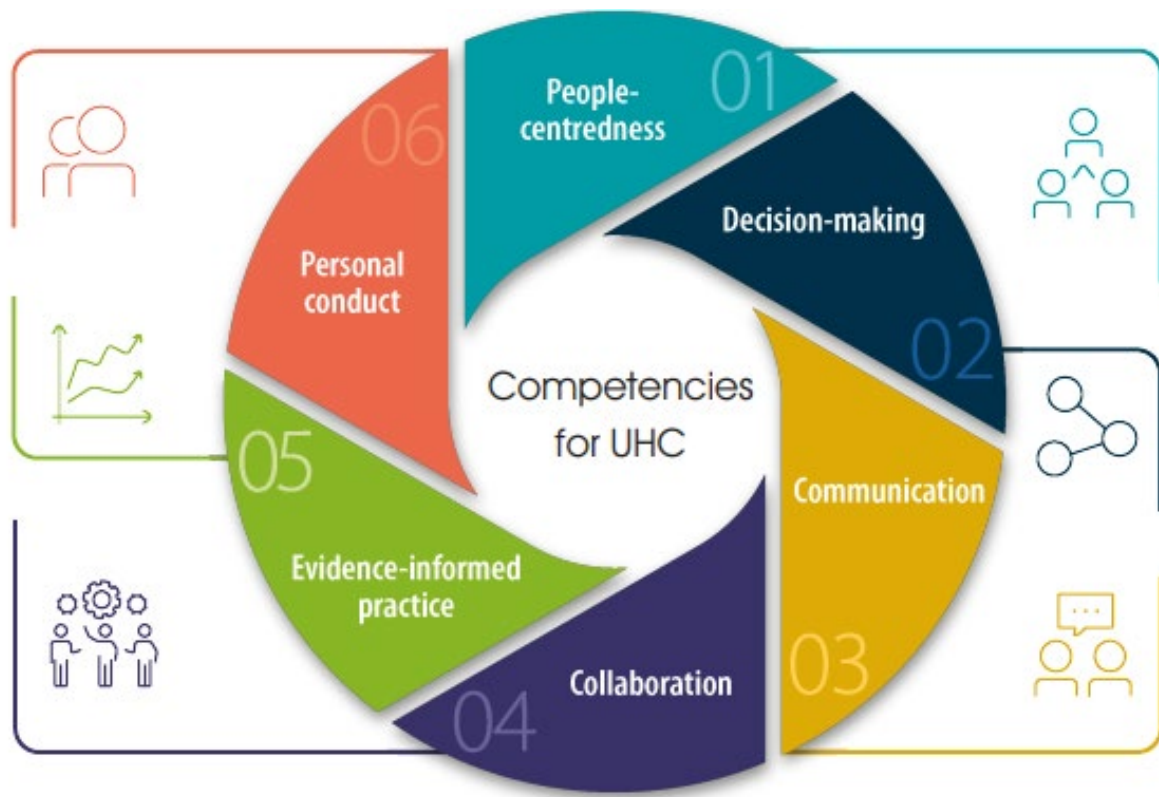 01
People-
centredness
Decision-making
02
Communication
03
Collaboration
04
Evidence-informed
practice
05
Personal
conduct
06
Competencies
for UHC